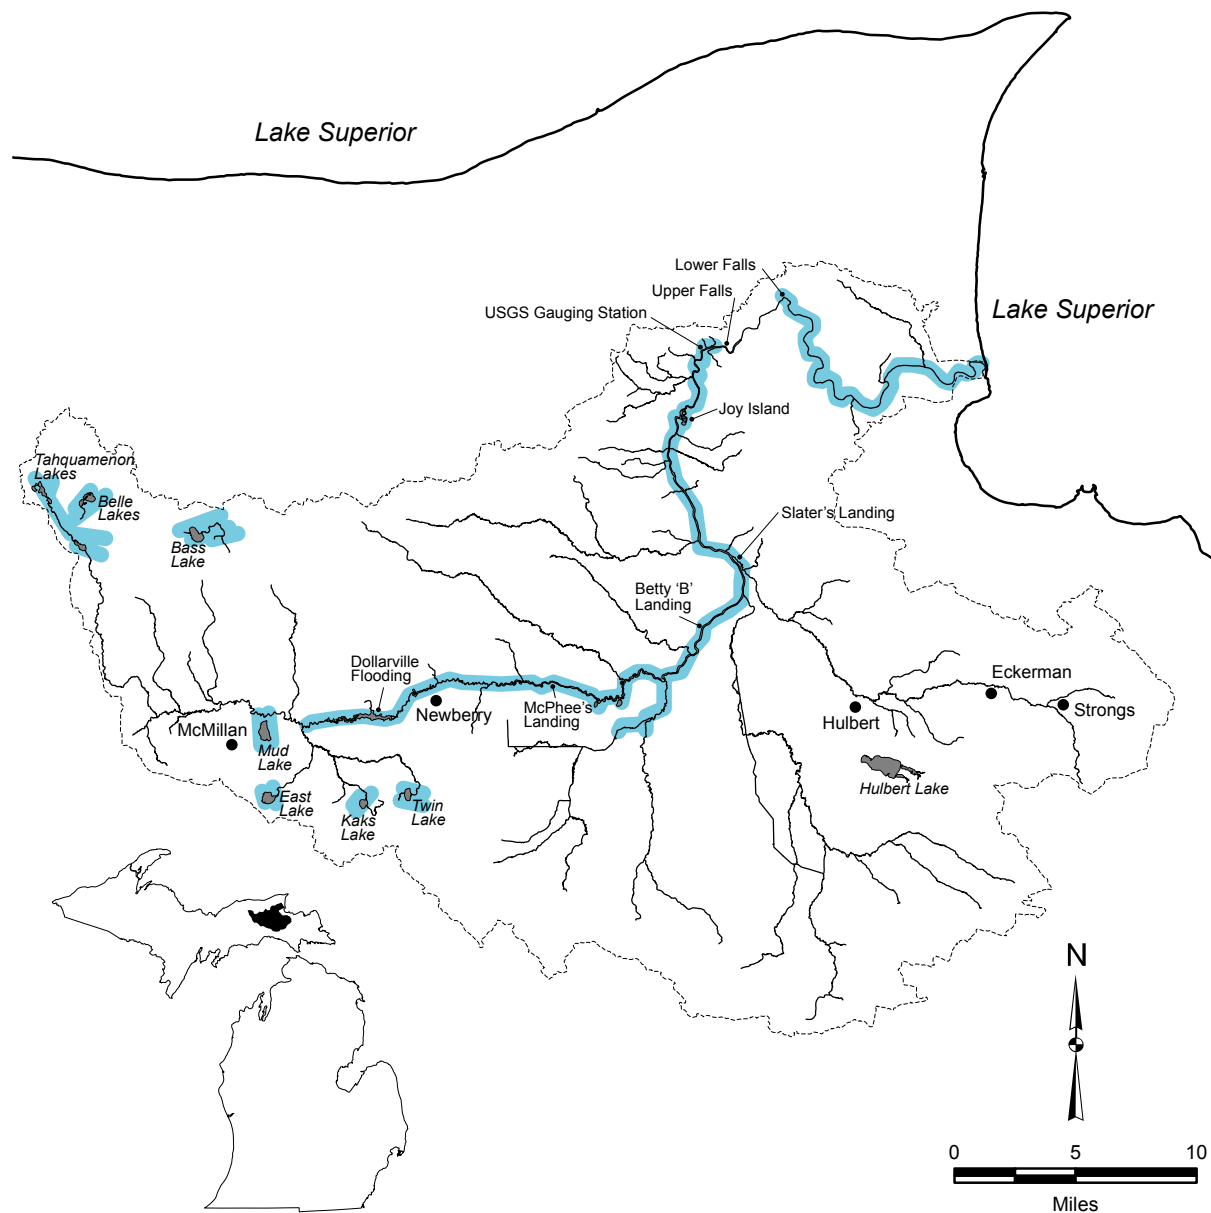 Lake Superior
Lower Falls
Upper Falls
USGS Gauging Station
Lake Superior
Joy Island
Tahquamenon
Lakes
Belle
Lakes
Bass
Lake
Slater's Landing
Betty 'B'
Landing
Dollarville
Flooding
Eckerman
McPhee's
Landing
Newberry
Strongs
Hulbert
McMillan
Mud
Lake
Hulbert Lake
East
Lake
Kaks
Lake
Twin
Lake
N
0 5 10
Miles